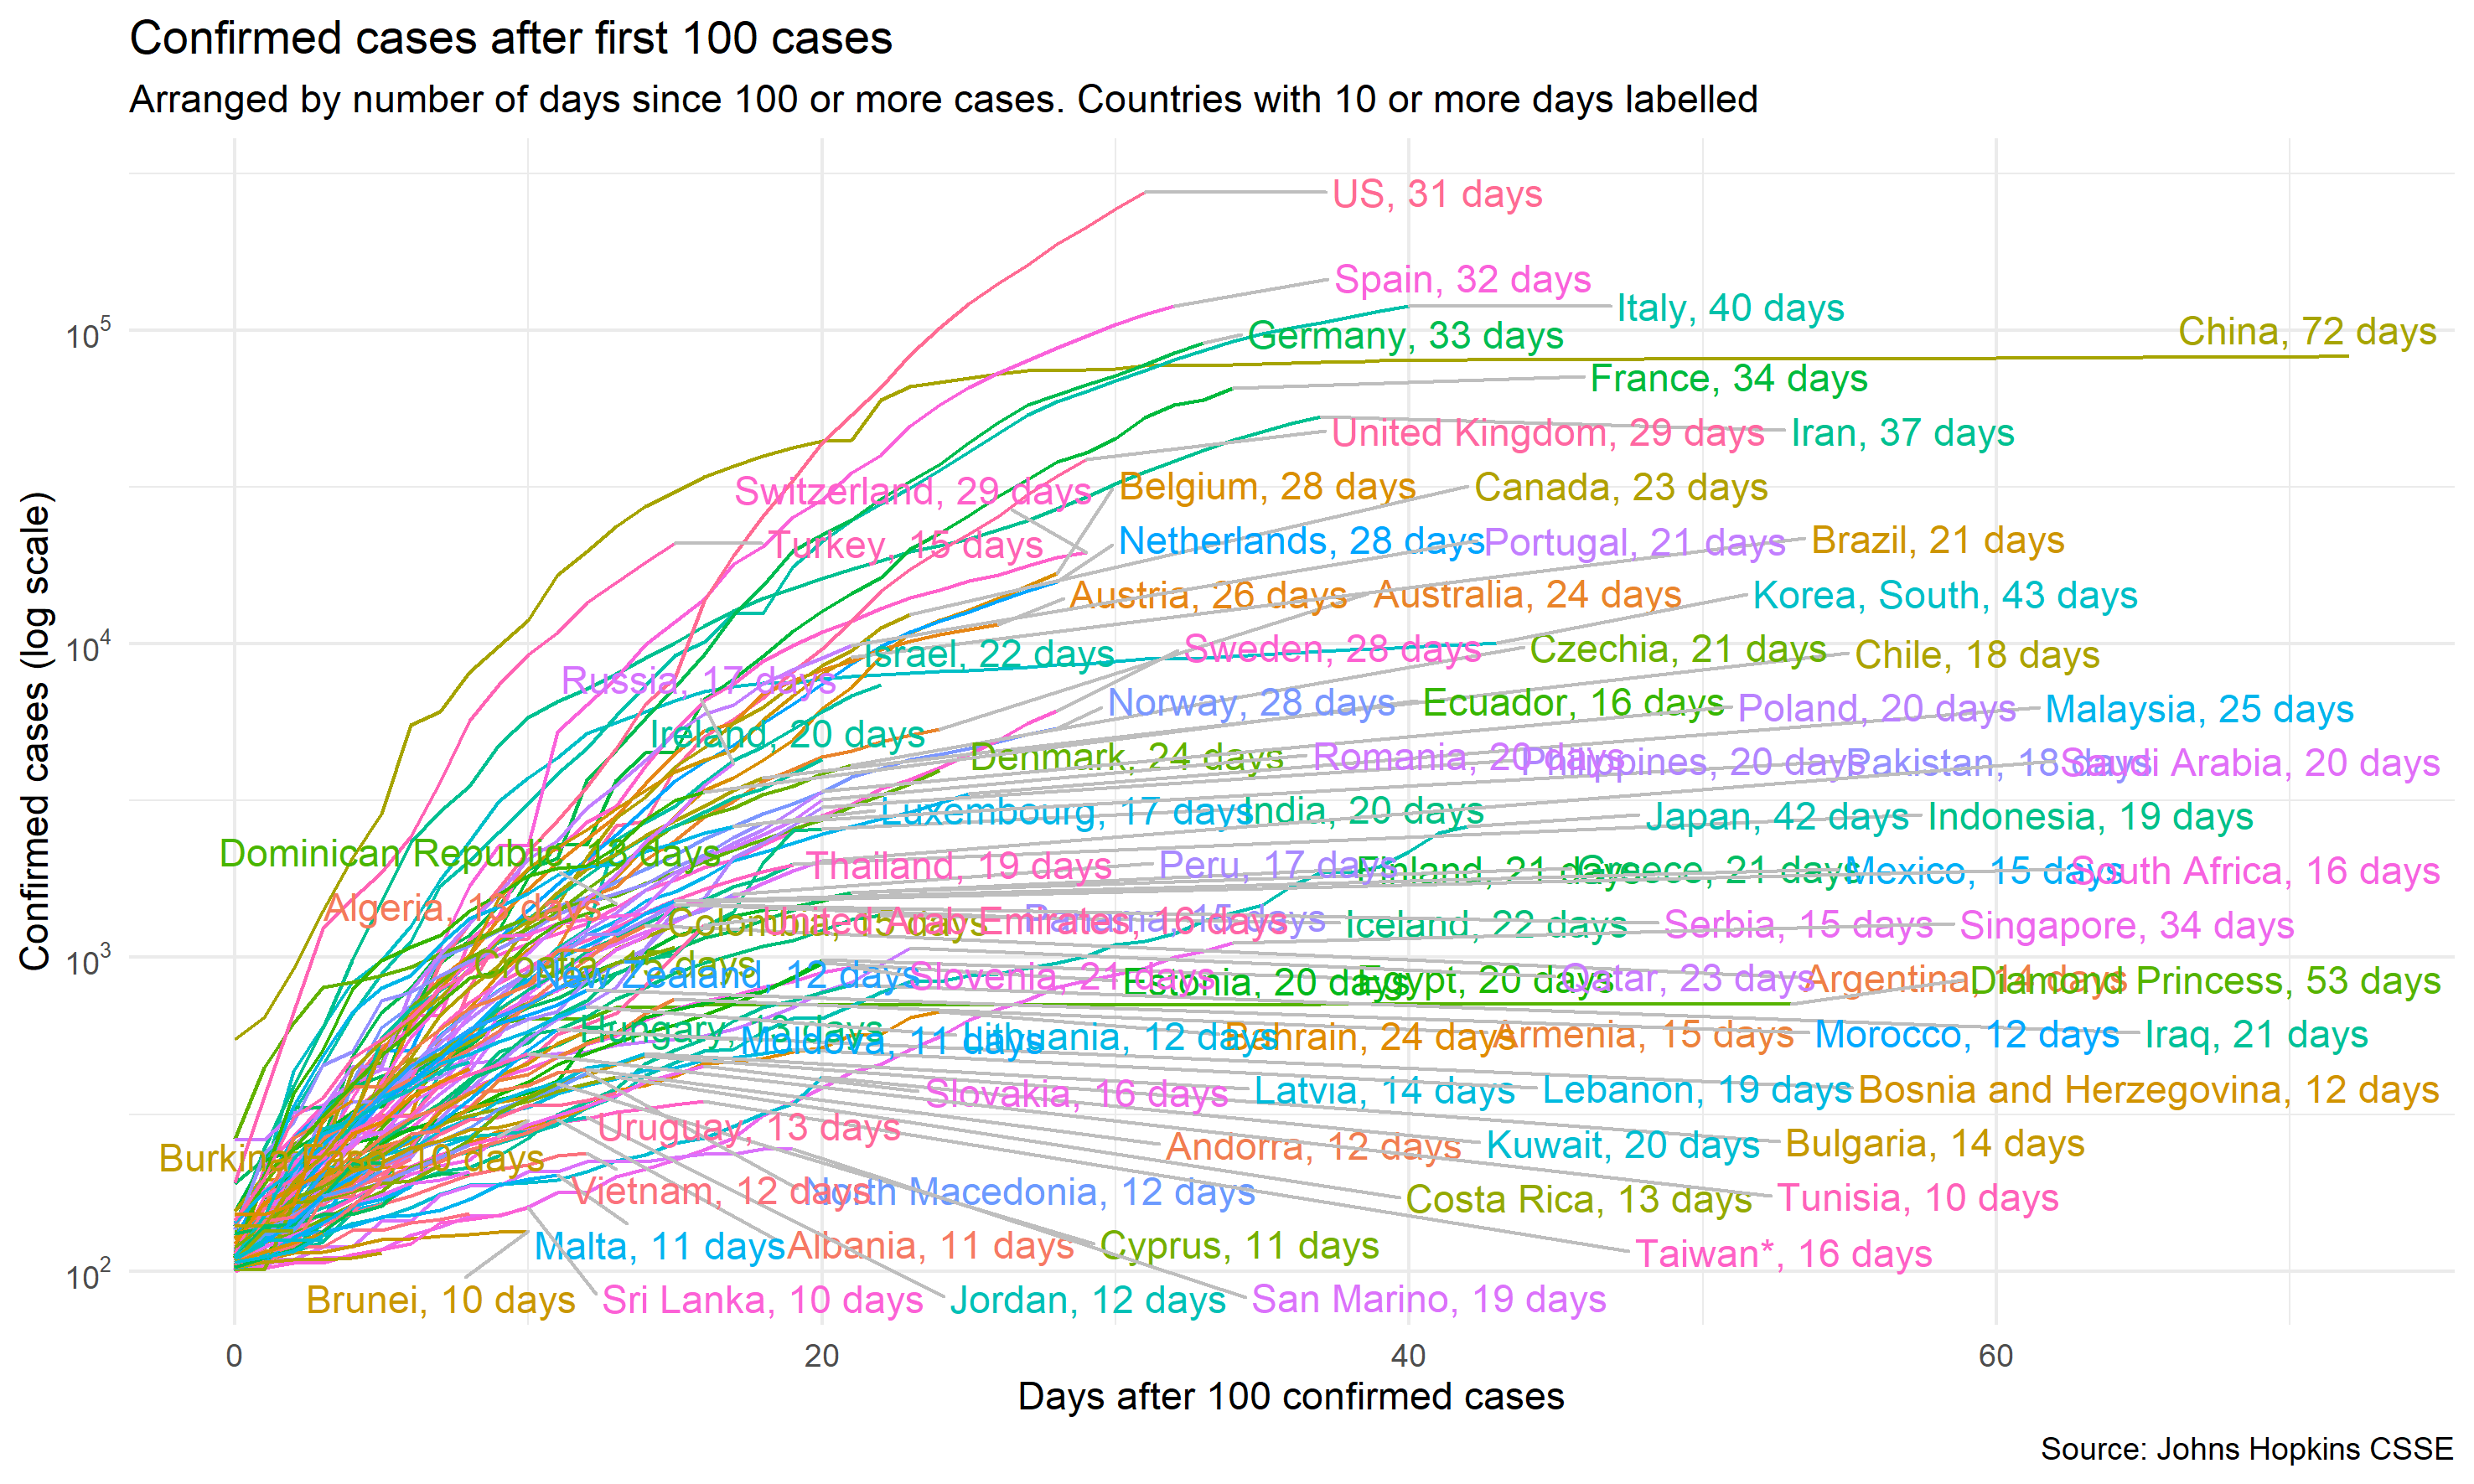 Confirmed cases after first 100 cases
Arranged by number of days since 100 or more cases. Countries with 10 or more days labelled
US, 31 days
Spain, 32 days
Italy, 40 days
Germany, 33 days
China, 72 days
10⁵
France, 34 days
United Kingdom, 29 days
Iran, 37 days
Switzerland, 29 days
Belgium, 28 days
Canada, 23 days
Turkey, 15 days
Netherlands, 28 days
Portugal, 21 days
Brazil, 21 days
Austria, 26 days
Australia, 24 days
Korea, South, 43 days
10⁴
Israel, 22 days
Sweden, 28 days
Czechia, 21 days
Chile, 18 days
Russia, 17 days
Norway, 28 days
Ecuador, 16 days
Poland, 20 days
Malaysia, 25 days
Ireland, 20 days
Denmark, 24 days
Romania, 20 days
Philippines, 20 days
Pakistan, 18 days
Saudi Arabia, 20 days
Luxembourg, 17 days
India, 20 days
Japan, 42 days
Indonesia, 19 days
Dominican Republic, 13 days
Thailand, 19 days
Peru, 17 days
Finland, 21 days
Greece, 21 days
Mexico, 15 days
South Africa, 16 days
Algeria, 13 days
Colombia, 15 days
United Arab Emirates, 16 days
Panama, 15 days
Iceland, 22 days
Serbia, 15 days
Singapore, 34 days
10³
Croatia, days
New Zealand, 12 days
Slovenia, 21 days
Estonia, 20 days
Egypt, 20 days
Qatar, 23 days
Argentina, 14 days
Diamond Princess, 53 days
Hungary, 13 days
Moldova, 11 days
Lithuania, 12 days
Bahrain, 24 days
Armenia, 15 days
Morocco, 12 days
Iraq, 21 days
Slovakia, 16 days
Latvia, 14 days
Lebanon, 19 days
Bosnia and Herzegovina, 12 days
Uruguay, 13 days
Andorra, 12 days
Kuwait, 20 days
Bulgaria, 14 days
Burkina Faso, 10 days
Vietnam, 12 days
North Macedonia, 12 days
Costa Rica, 13 days
Tunisia, 10 days
Malta, 11 days
Albania, 11 days
Cyprus, 11 days
Taiwan*, 16 days
10²
Brunei, 10 days
Sri Lanka, 10 days
Jordan, 12 days
San Marino, 19 days
Confirmed cases (log scale)
0
20
40
60
Days after 100 confirmed cases
Source: Johns Hopkins CSSE